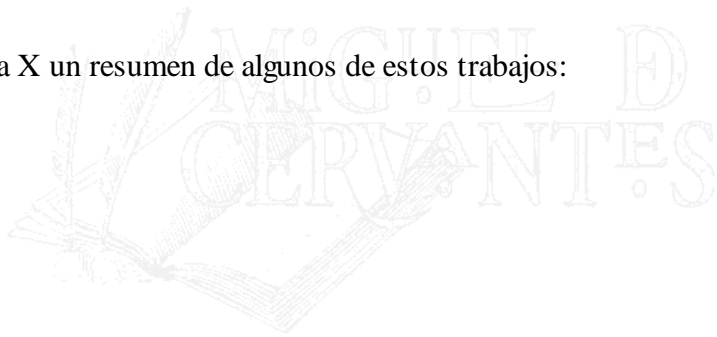 a X un resumen de algunos de estos trabajos:
MIGUEL D
CERVANTES